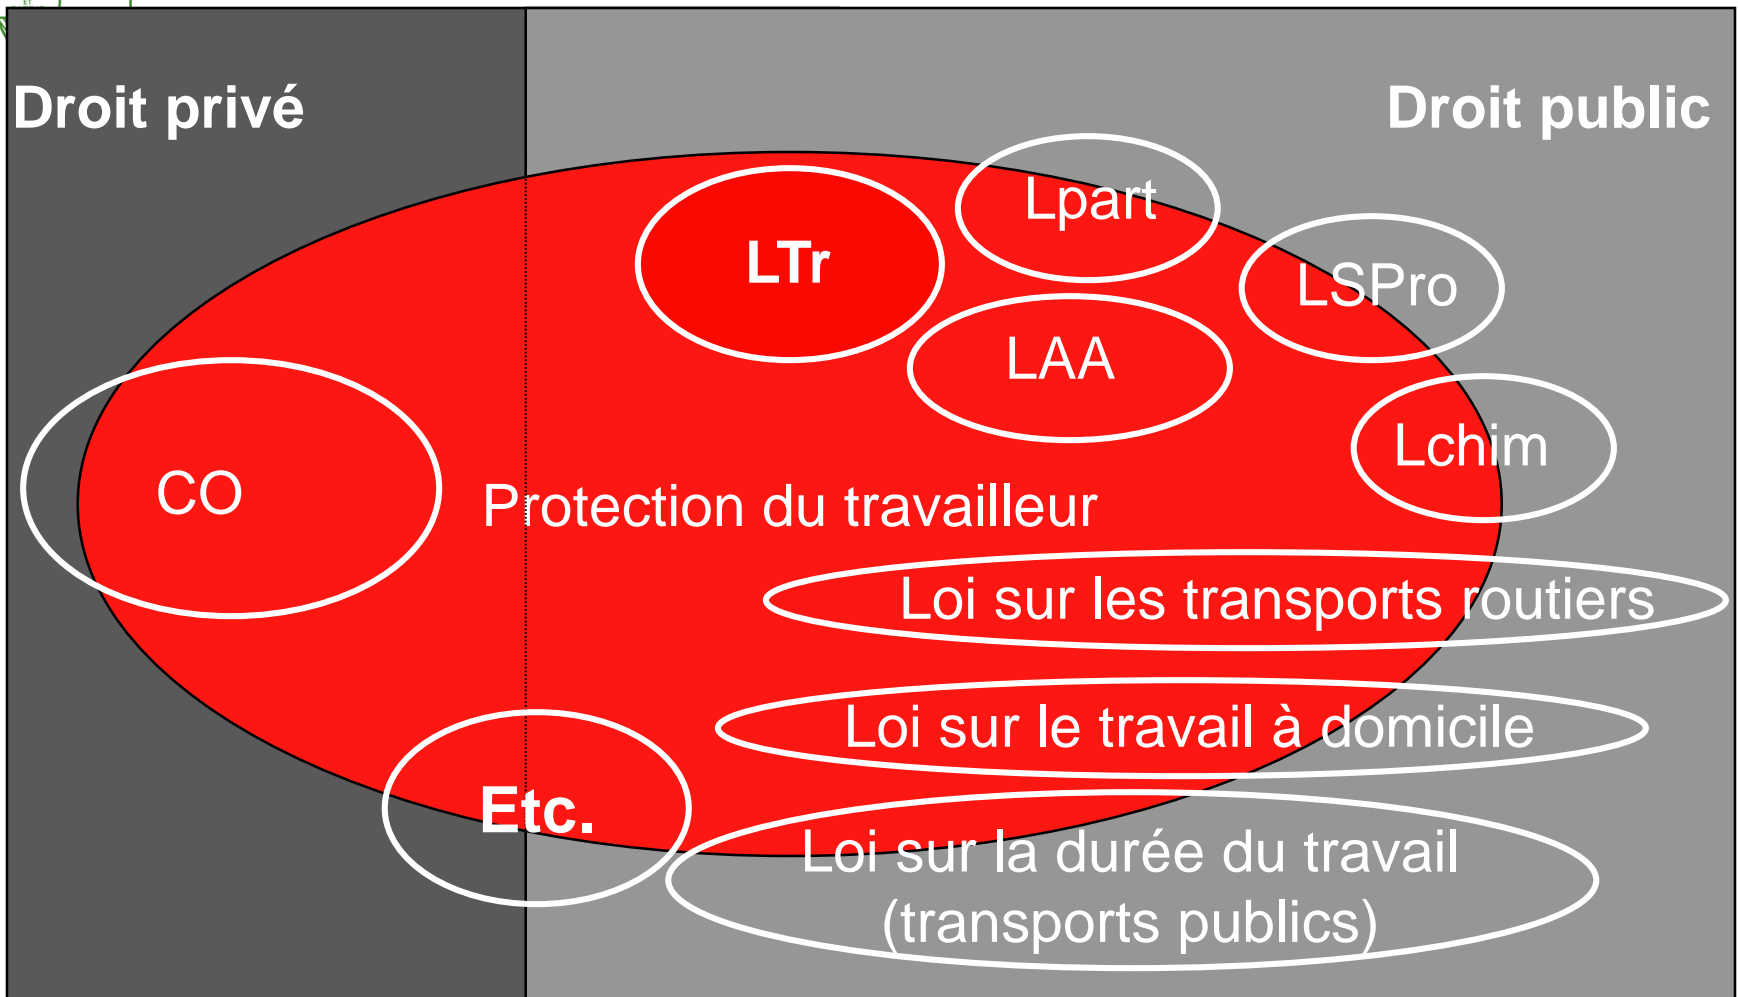 Droit privé
Droit public
Lpart
LTr
LSPro
LAA
Lchim
CO
Protection du travailleur
Loi sur les transports routiers
Loi sur le travail à domicile
Etc.
Loi sur la durée du travail
(transports publics)